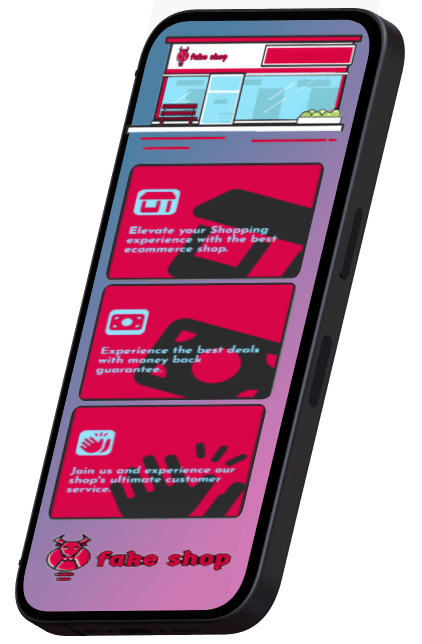 fake shop
Elevate your Shopping
experience with the best
ecommerce shop.
Experience the best deals
with money back
guarantee.
Join us and experience our
shop's ultimate customer
service.
fake shop